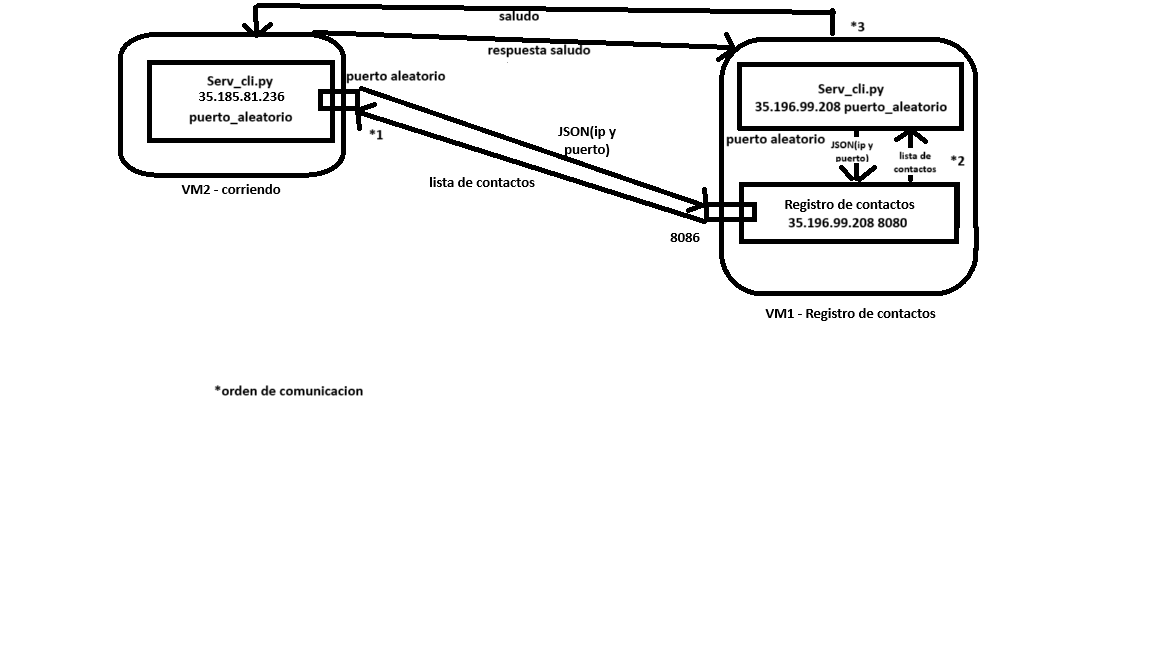 saludo
*3
respuesta saludo
Serv_cli.py
35.185.81.236
puerto_aleatorio
puerto aleatorio
*1
VM2 - corriendo
JSON(ip y
puerto)
lista de contactos
8086
Serv_cli.py
35.196.99.208 puerto_aleatorio
puerto aleatorio
JSON(ip y
puerto)
lista de
contactos
*2
Registro de contactos
35.196.99.208 8080
VM1 - Registro de contactos
*orden de comunicacion